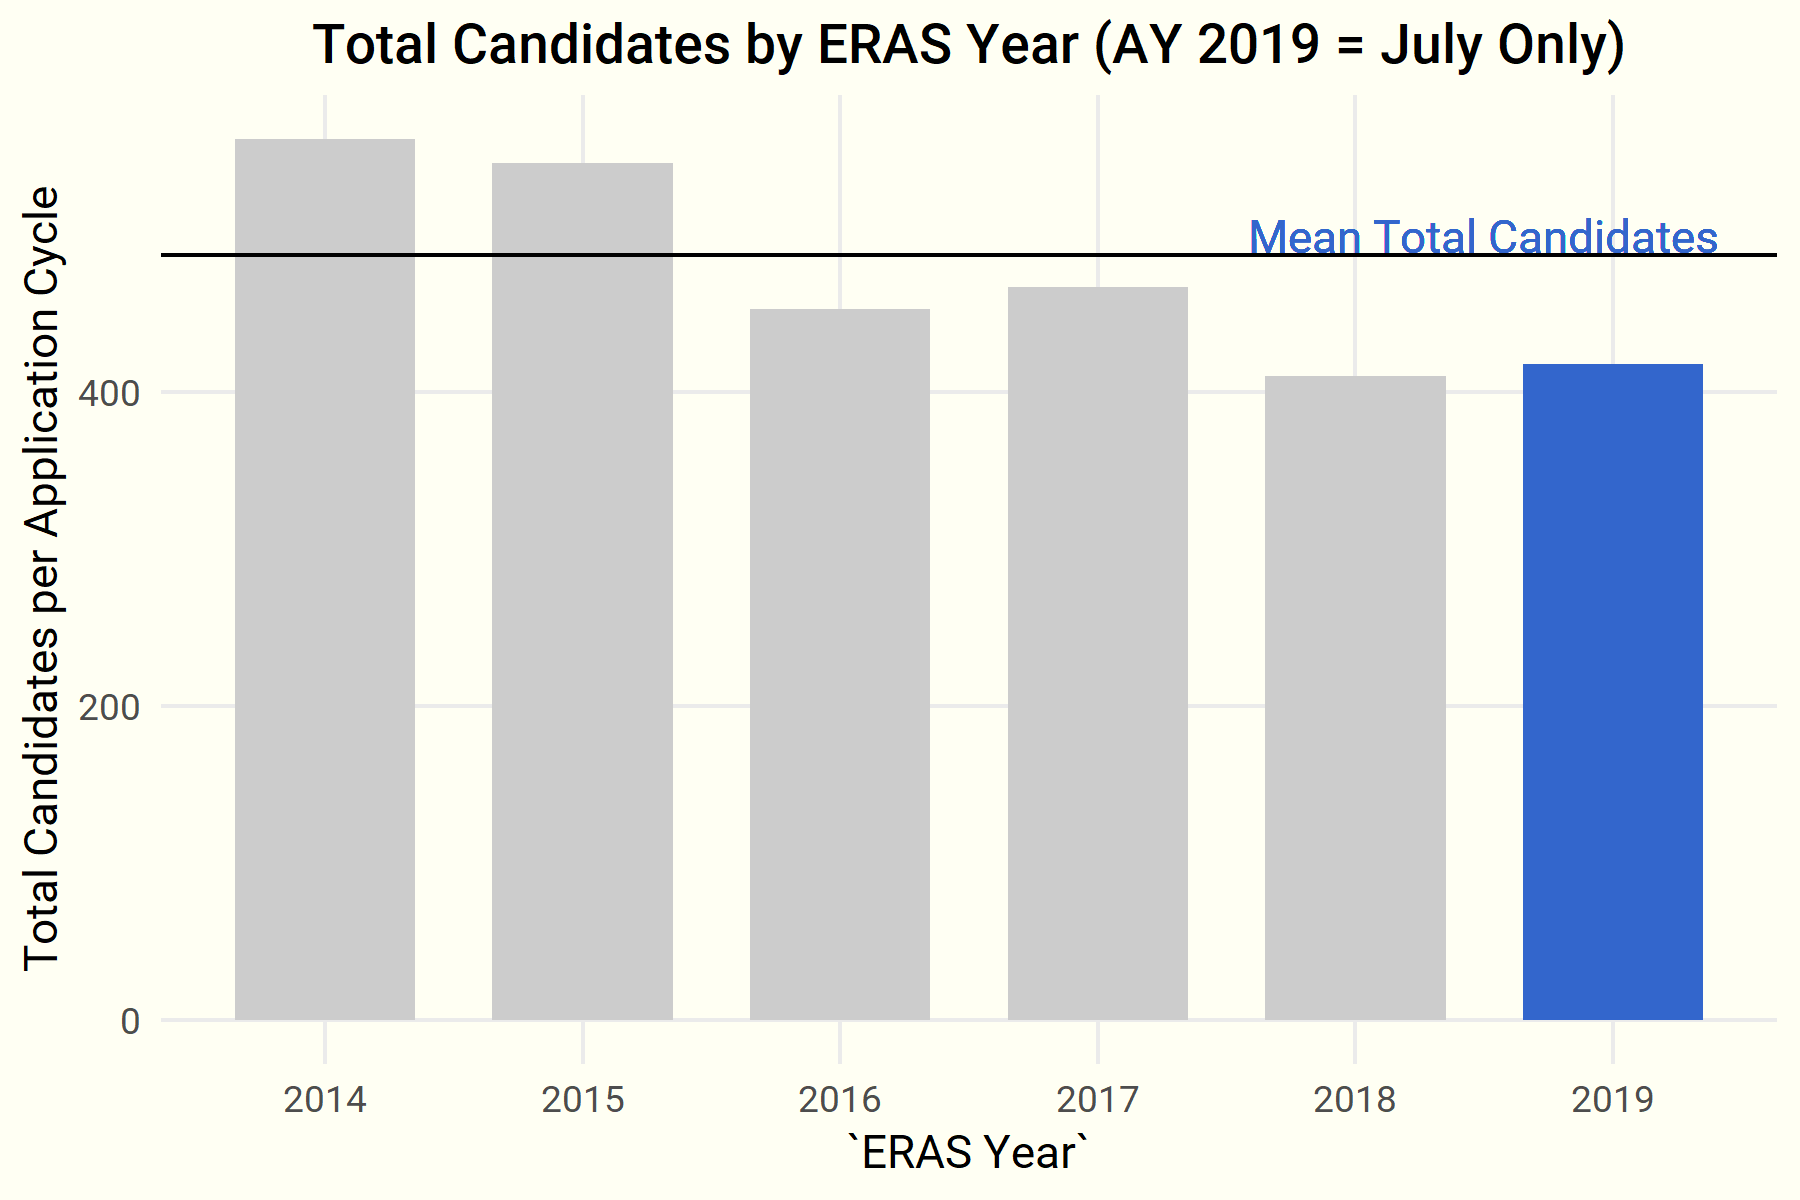 Total Candidates by ERAS Year (AY 2019 = July Only)
Total Candidates per Application Cycle
Mean Total Candidates
400
200
0
2014 2015 2016 2017 2018 2019
`ERAS Year`